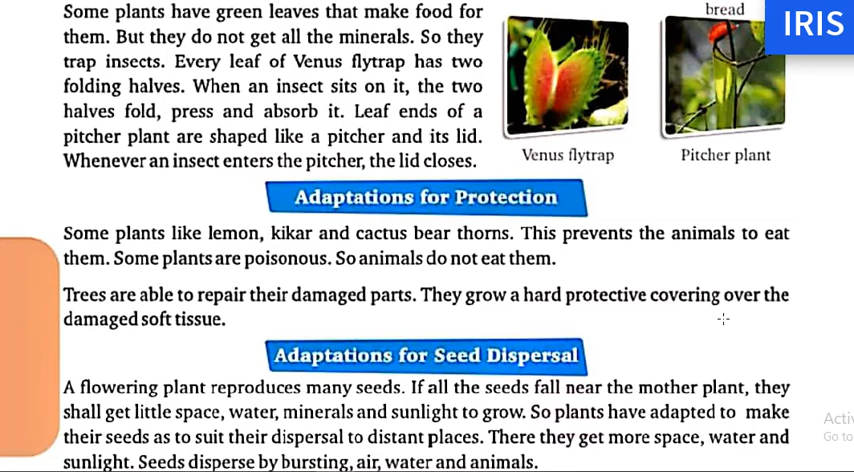 bread
IRIS
Some plants have green leaves that make food for
them. But they do not get all the minerals. So they
trap insects. Every leaf of Venus flytrap has two
folding halves. When an insect sits on it, the two
halves fold, press and absorb it. Leaf ends of a
pitcher plant are shaped like a pitcher and its lid.
Whenever an insect enters the pitcher, the lid closes.
Venus flytrap
Pitcher plant
Adaptations for Protection
Some plants like lemon, kikar and cactus bear thorns. This prevents the animals to eat
them. Some plants are poisonous. So animals do not eat them.
Trees are able to repair their damaged parts. They grow a hard protective covering over the
damaged soft tissue.
Adaptations for Seed Dispersal
A flowering plant reproduces many seeds. If all the seeds fall near the mother plant, they
shall get little space, water, minerals and sunlight to grow. So plants have adapted to make
their seeds as to suit their dispersal to distant places. There they get more space, water and
sunlight. Seeds disperse by bursting, air, water and animals.
Activ
Go to